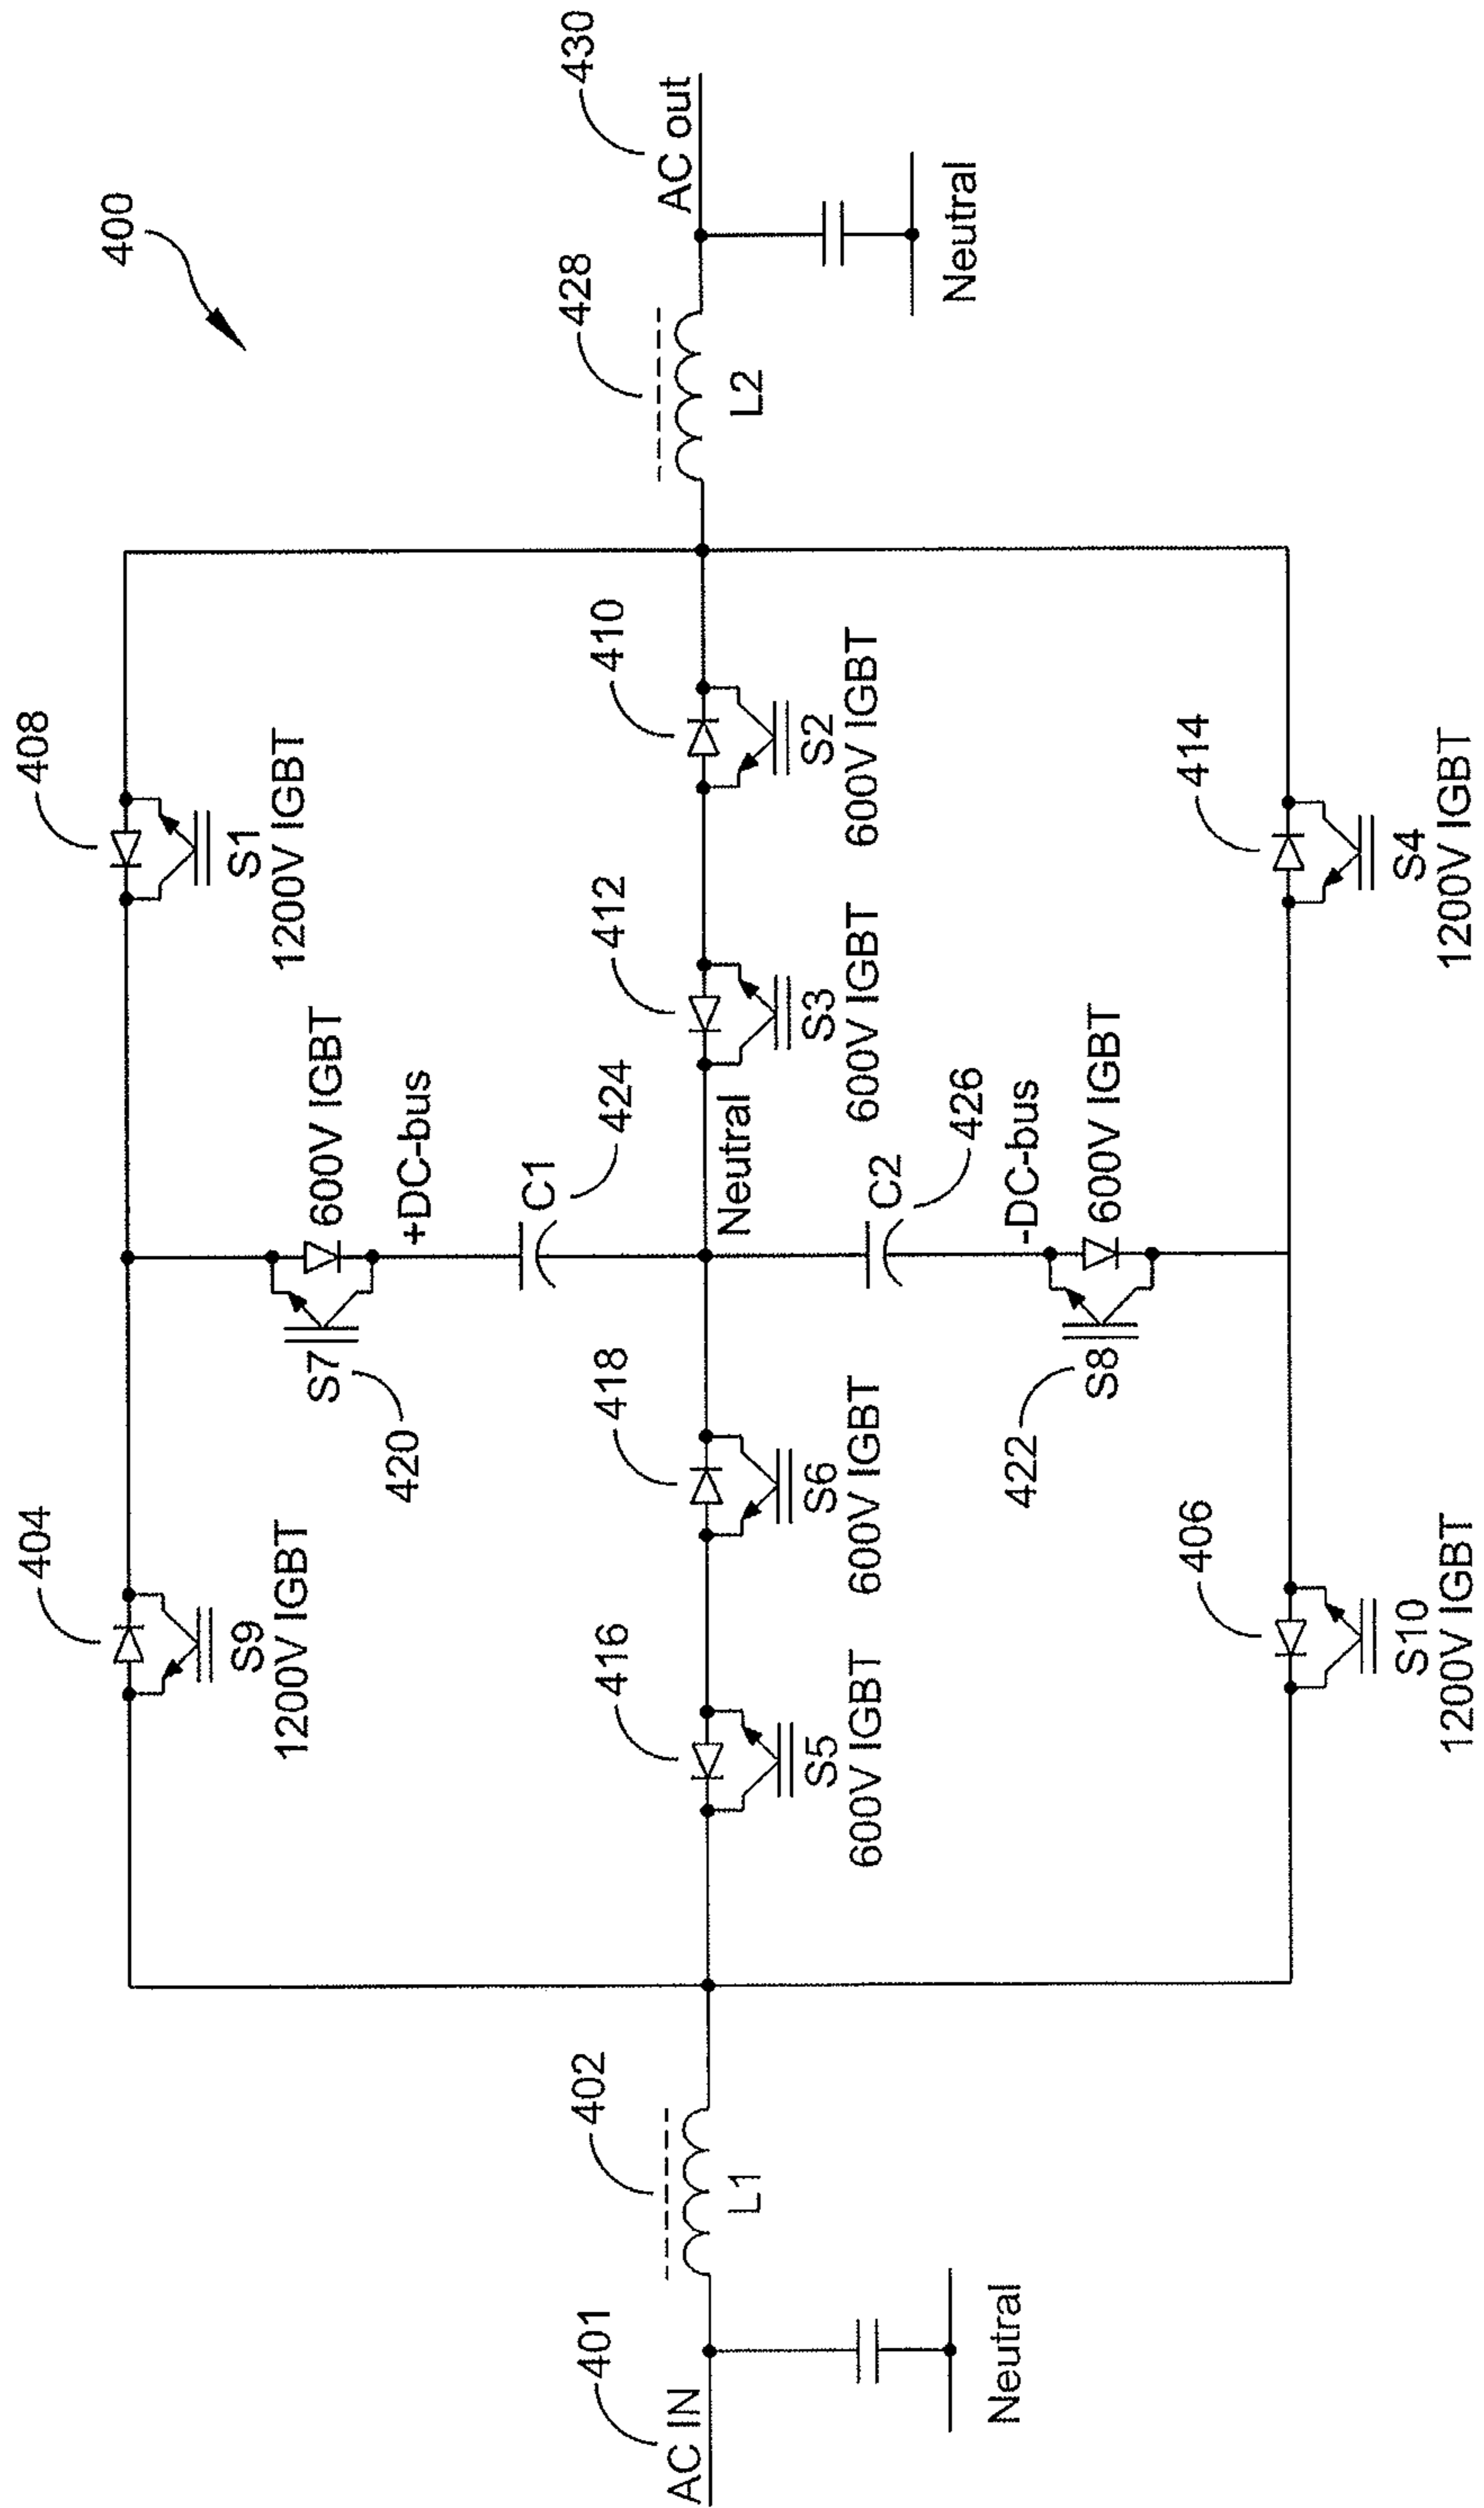 400
404
S9
1200V IGBT
408
S1
1200V IGBT
600V IGBT
S7
420
+DC-bus
C1
424
401
AC IN
Neutral
402
L1
416
S5
600V IGBT
418
S6
600V IGBT
Neutral
412
S3
600V IGBT
410
S2
600V IGBT
428
L2
430
AC out
Neutral
C2
426
-DC-bus
600V IGBT
S8
422
406
S10
1200V IGBT
414
S4
1200V IGBT